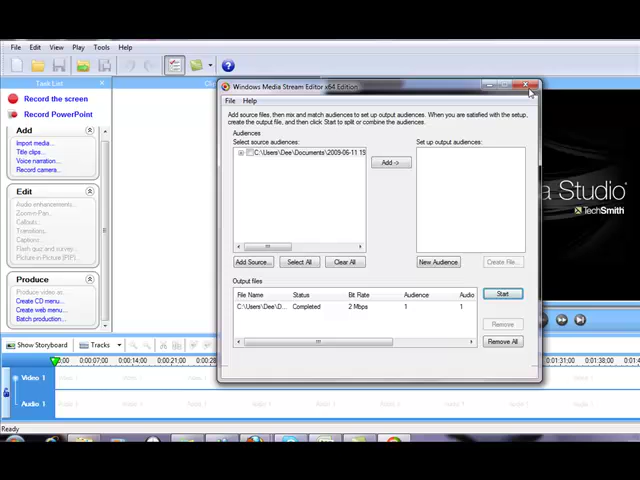 File Edit View Play Tools Help
Task List
Record the screen
Record PowerPoint
Add
Import media...
Title clips...
Voice narration...
Record camera...
Edit
Audio enhancements...
Zoom-n-Pan...
Callouts...
Transitions...
Captions...
Flash quiz and survey...
Picture in Picture (PIP)...
Produce
Produce video as...
Create CD menu...
Create web menu...
Batch production...
Windows Media Stream Editor x64 Edition
File Help
Add source files, then mix and match audiences to set up output audiences. When you are satisfied with the setup,
create the output file, and then click Start to split or combine the audiences.
Audiences
Select source audiences:
Set up output audiences:
C:\Users\Dee\Documents\2009-06-11 19
Add ->
Add Source...
Select All
Clear All
New Audience
Create File...
Output files
File Name Status Bit Rate Audience Audio
C:\Users\Dee\D... Completed 2 Mbps 1 1
Start
Remove
Remove All
a Studio
TechSmith
Show Storyboard
Tracks
0:00 0:00:07;00 0:00:14;00 0:00:21;00 0:00:28
0:01:31;00 0:01:38;00
Video 1
Audio 1
Ready